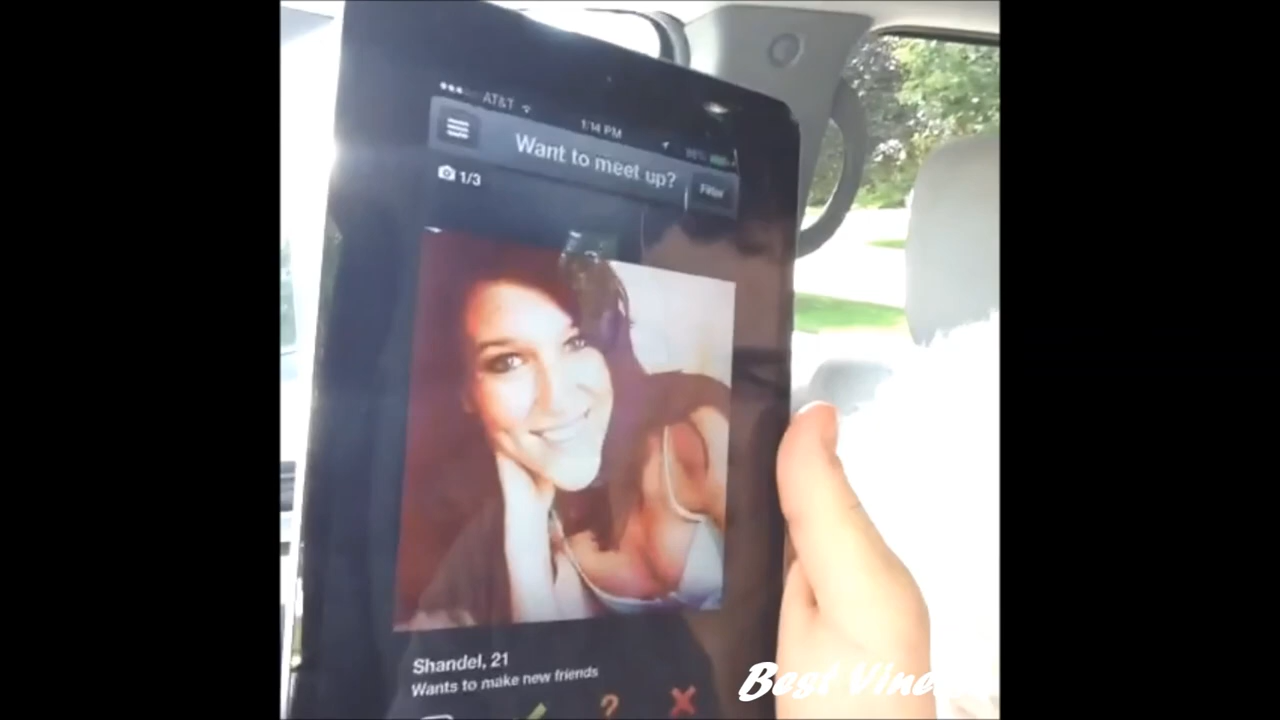 AT&T
1:14 PM
Want to meet up?
Filter
1/3
Shandel, 21
Wants to make new friends
?
Best Vine